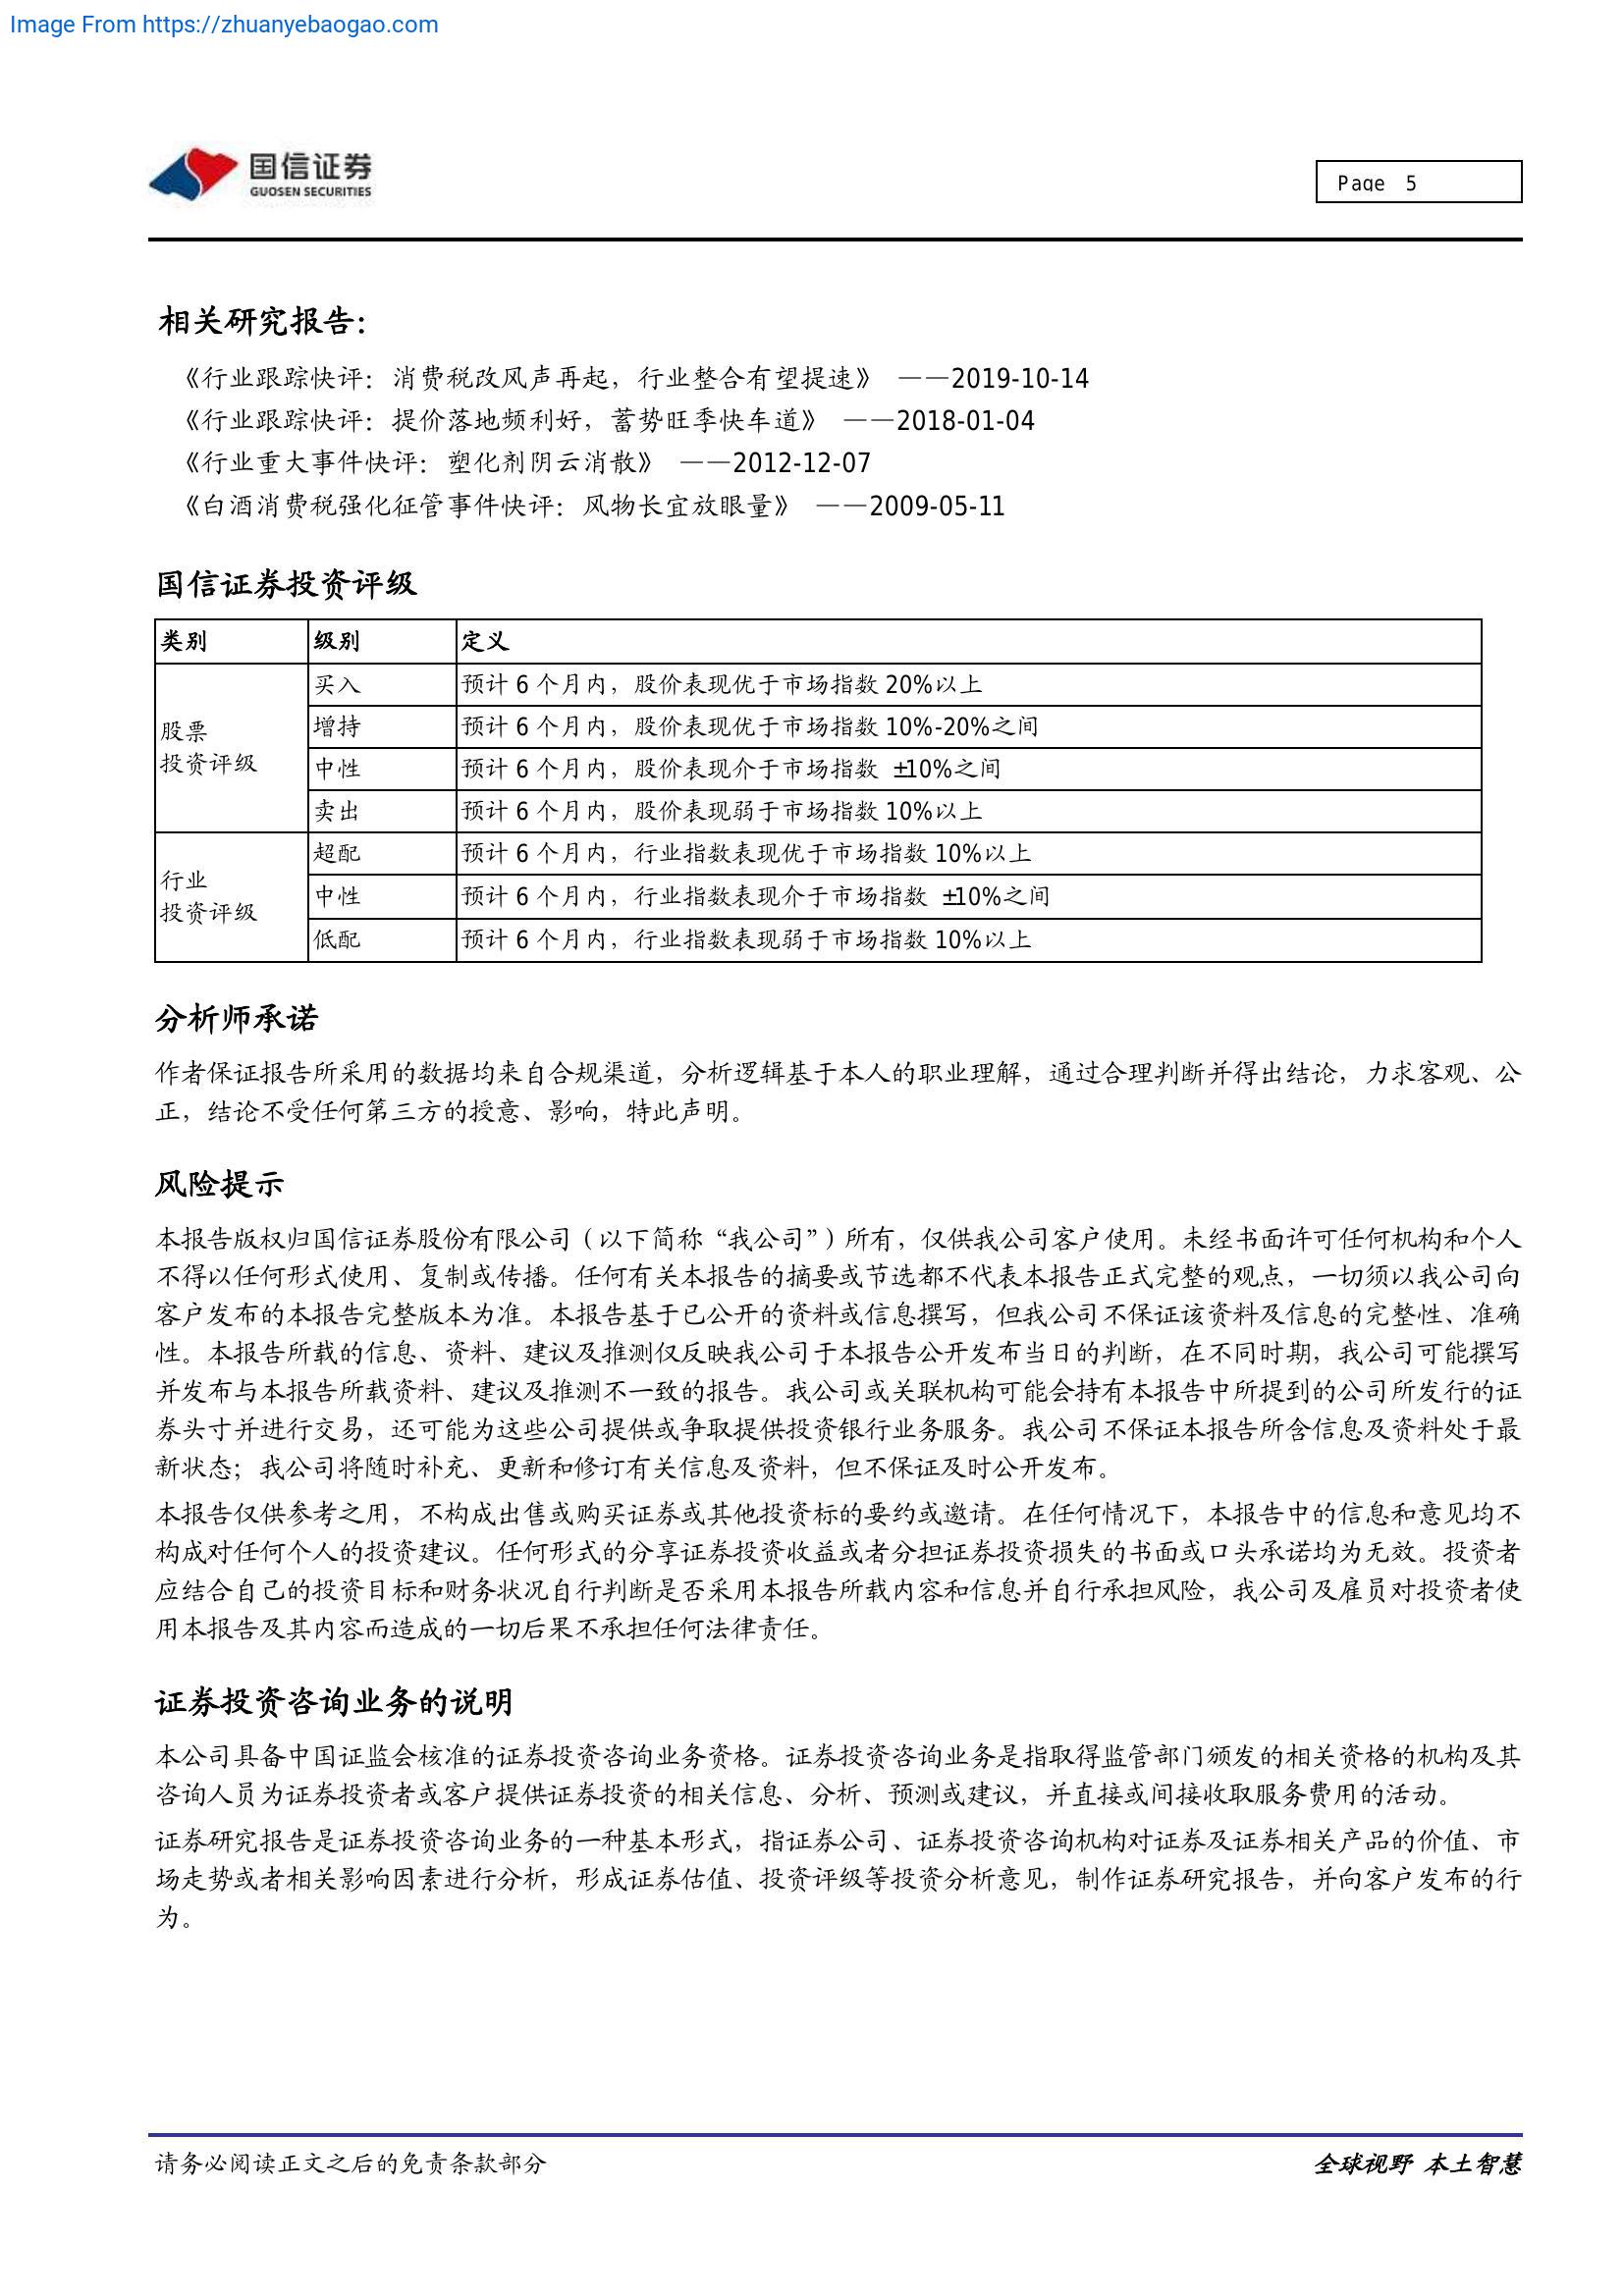 Image From https://zhuanyebaogao.com
国信证券
GUOSEN SECURITIES
Page 5
相关研究报告：
《行业跟踪快评：消费税改风声再起，行业整合有望提速》 ——2019-10-14
《行业跟踪快评：提价落地频利好，蓄势旺季快车道》 ——2018-01-04
《行业重大事件快评：塑化剂阴云消散》 ——2012-12-07
《白酒消费税强化征管事件快评：风物长宜放眼量》 ——2009-05-11
国信证券投资评级
类别 级别 定义
股票
投资评级
买入 预计 6 个月内，股价表现优于市场指数 20%以上
增持 预计 6 个月内，股价表现优于市场指数 10%-20%之间
中性 预计 6 个月内，股价表现介于市场指数 ±10%之间
卖出 预计 6 个月内，股价表现弱于市场指数 10%以上
行业
投资评级
超配 预计 6 个月内，行业指数表现优于市场指数 10%以上
中性 预计 6 个月内，行业指数表现介于市场指数 ±10%之间
低配 预计 6 个月内，行业指数表现弱于市场指数 10%以上
分析师承诺
作者保证报告所采用的数据均来自合规渠道，分析逻辑基于本人的职业理解，通过合理判断并得出结论，力求客观、公
正，结论不受任何第三方的授意、影响，特此声明。
风险提示
本报告版权归国信证券股份有限公司（以下简称“我公司”）所有，仅供我公司客户使用。未经书面许可任何机构和个人
不得以任何形式使用、复制或传播。任何有关本报告的摘要或节选都不代表本报告正式完整的观点，一切须以我公司向
客户发布的本报告完整版本为准。本报告基于已公开的资料或信息撰写，但我公司不保证该资料及信息的完整性、准确
性。本报告所载的信息、资料、建议及推测仅反映我公司于本报告公开发布当日的判断，在不同时期，我公司可能撰写
并发布与本报告所载资料、建议及推测不一致的报告。我公司或关联机构可能会持有本报告中所提到的公司所发行的证
券头寸并进行交易，还可能为这些公司提供或争取提供投资银行业务服务。我公司不保证本报告所含信息及资料处于最
新状态；我公司将随时补充、更新和修订有关信息及资料，但不保证及时公开发布。
本报告仅供参考之用，不构成出售或购买证券或其他投资标的要约或邀请。在任何情况下，本报告中的信息和意见均不
构成对任何个人的投资建议。任何形式的分享证券投资收益或者分担证券投资损失的书面或口头承诺均为无效。投资者
应结合自己的投资目标和财务状况自行判断是否采用本报告所载内容和信息并自行承担风险，我公司及雇员对投资者使
用本报告及其内容而造成的一切后果不承担任何法律责任。
证券投资咨询业务的说明
本公司具备中国证监会核准的证券投资咨询业务资格。证券投资咨询业务是指取得监管部门颁发的相关资格的机构及其
咨询人员为证券投资者或客户提供证券投资的相关信息、分析、预测或建议，并直接或间接收取服务费用的活动。
证券研究报告是证券投资咨询业务的一种基本形式，指证券公司、证券投资咨询机构对证券及证券相关产品的价值、市
场走势或者相关影响因素进行分析，形成证券估值、投资评级等投资分析意见，制作证券研究报告，并向客户发布的行
为。
请务必阅读正文之后的免责条款部分
全球视野 本土智慧